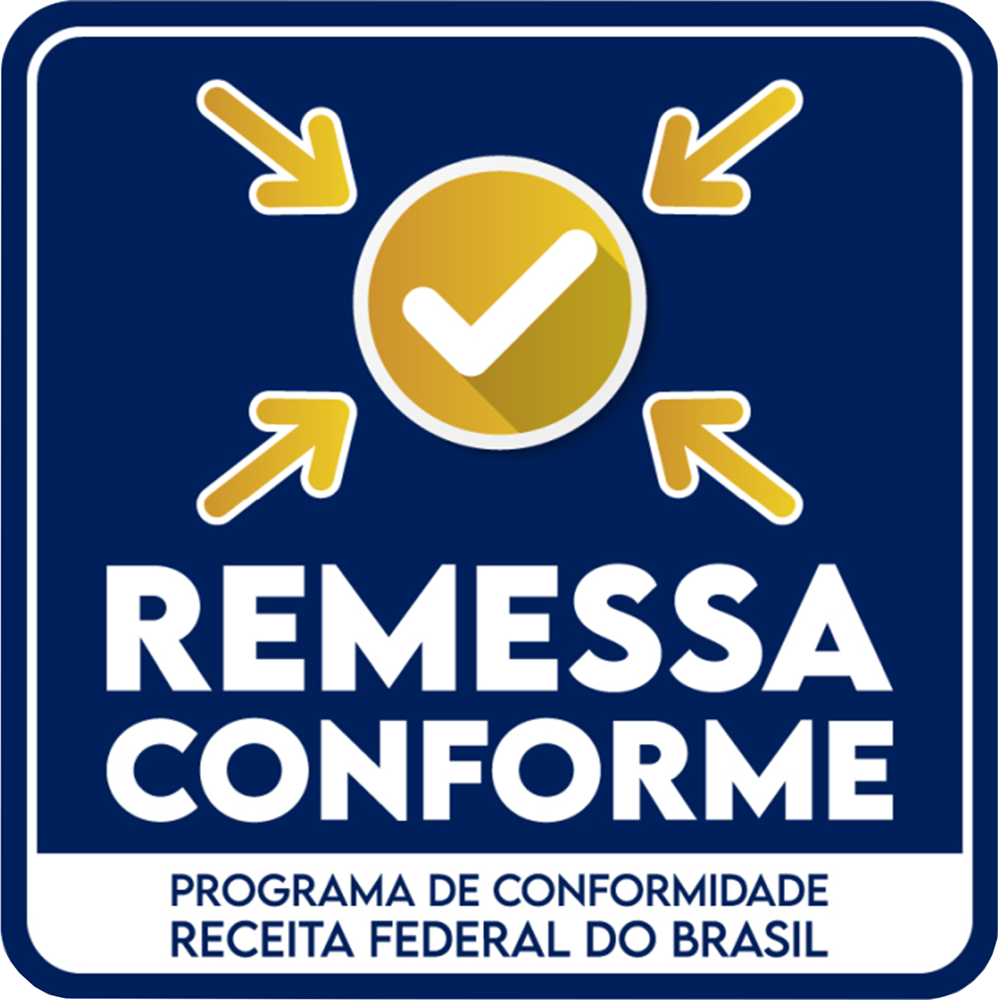 REMESSA
CONFORME
PROGRAMA DE CONFORMIDADE
RECEITA FEDERAL DO BRASIL